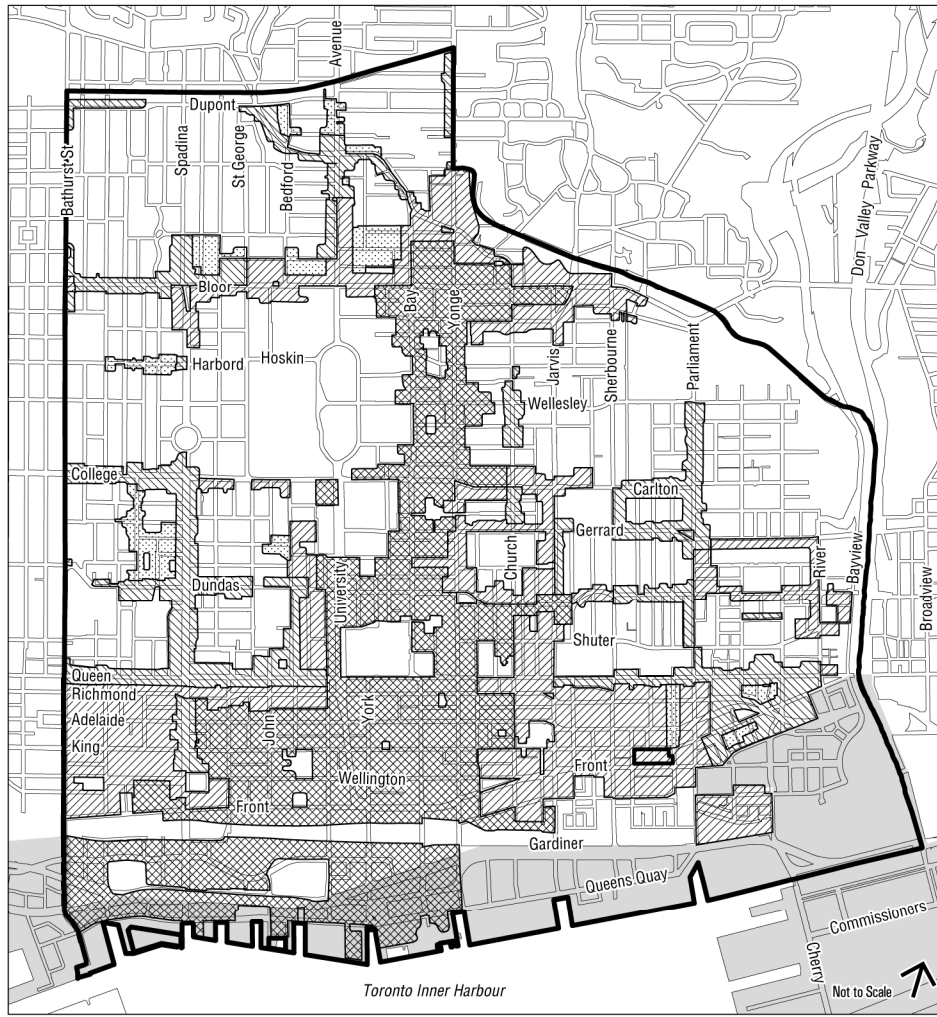 Avenue
Dupont
Bathurst St
Spadina
St George
Bedford
Don Valley Parkway
Bloor
Bay
Yonge
Harbord
Hoskin
Jarvis
Sherbourne
Parliament
Wellesley
College
Carlton
Gerrard
Church
University
Dundas
River
Bayview
Broadview
Shuter
Queen
Richmond
Adelaide
King
John
York
Wellington
Front
Front
Gardiner
Queens Quay
Commissioners
Cherry
Toronto Inner Harbour
Not to Scale